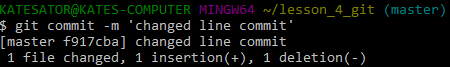 KATESATOR@KATES-COMPUTER MINGW64 ~/lesson_4_git (master)
$ git commit -m 'changed line commit'
[master f917cba] changed line commit
 1 file changed, 1 insertion(+), 1 deletion(-)